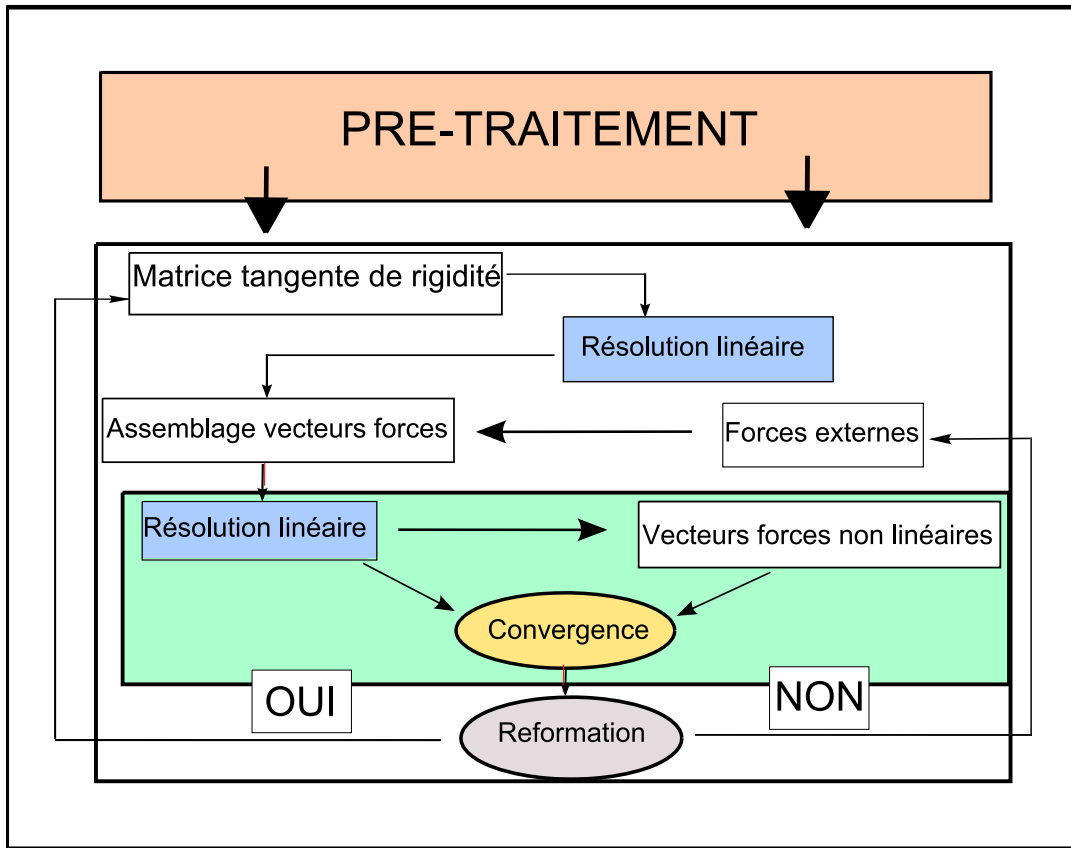 PRE-TRAITEMENT
Matrice tangente de rigidité
Résolution linéaire
Assemblage vecteurs forces
Forces externes
Résolution linéaire
Vecteurs forces non linéaires
Convergence
OUI
NON
Reformation